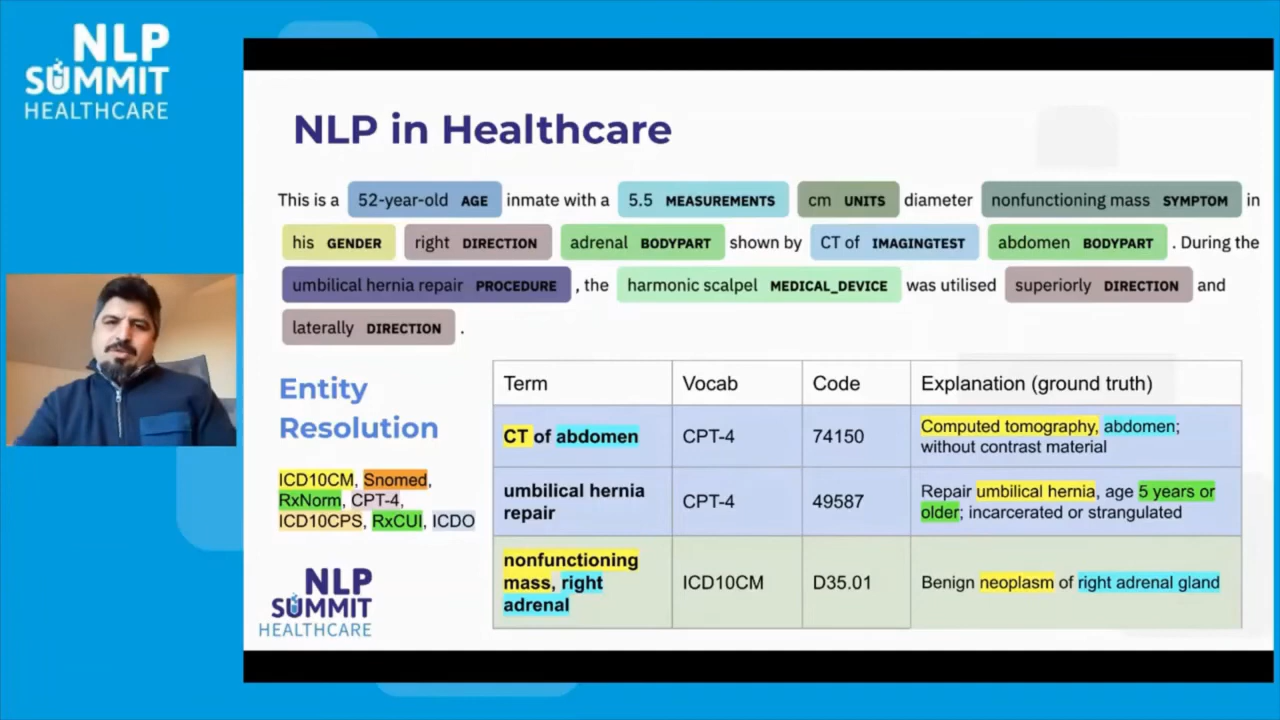 NLP
SUMMIT
HEALTHCARE
NLP in Healthcare
This is a 52-year-old AGE inmate with a 5.5 MEASUREMENTS cm UNITS diameter nonfunctioning mass SYMPTOM in
his GENDER right DIRECTION adrenal BODYPART shown by CT of IMAGINGTEST abdomen BODYPART . During the
umbilical hernia repair PROCEDURE , the harmonic scalpel MEDICAL_DEVICE was utilised superiorly DIRECTION and
laterally DIRECTION .
Entity
Resolution
ICD10CM, Snomed,
RxNorm, CPT-4,
ICD10CPS, RxCUI, ICDO
NLP
SUMMIT
HEALTHCARE
Term Vocab Code Explanation (ground truth)
CT of abdomen CPT-4 74150 Computed tomography, abdomen;
without contrast material
umbilical hernia
repair CPT-4 49587 Repair umbilical hernia, age 5 years or
older; incarcerated or strangulated
nonfunctioning
mass, right
adrenal ICD10CM D35.01 Benign neoplasm of right adrenal gland